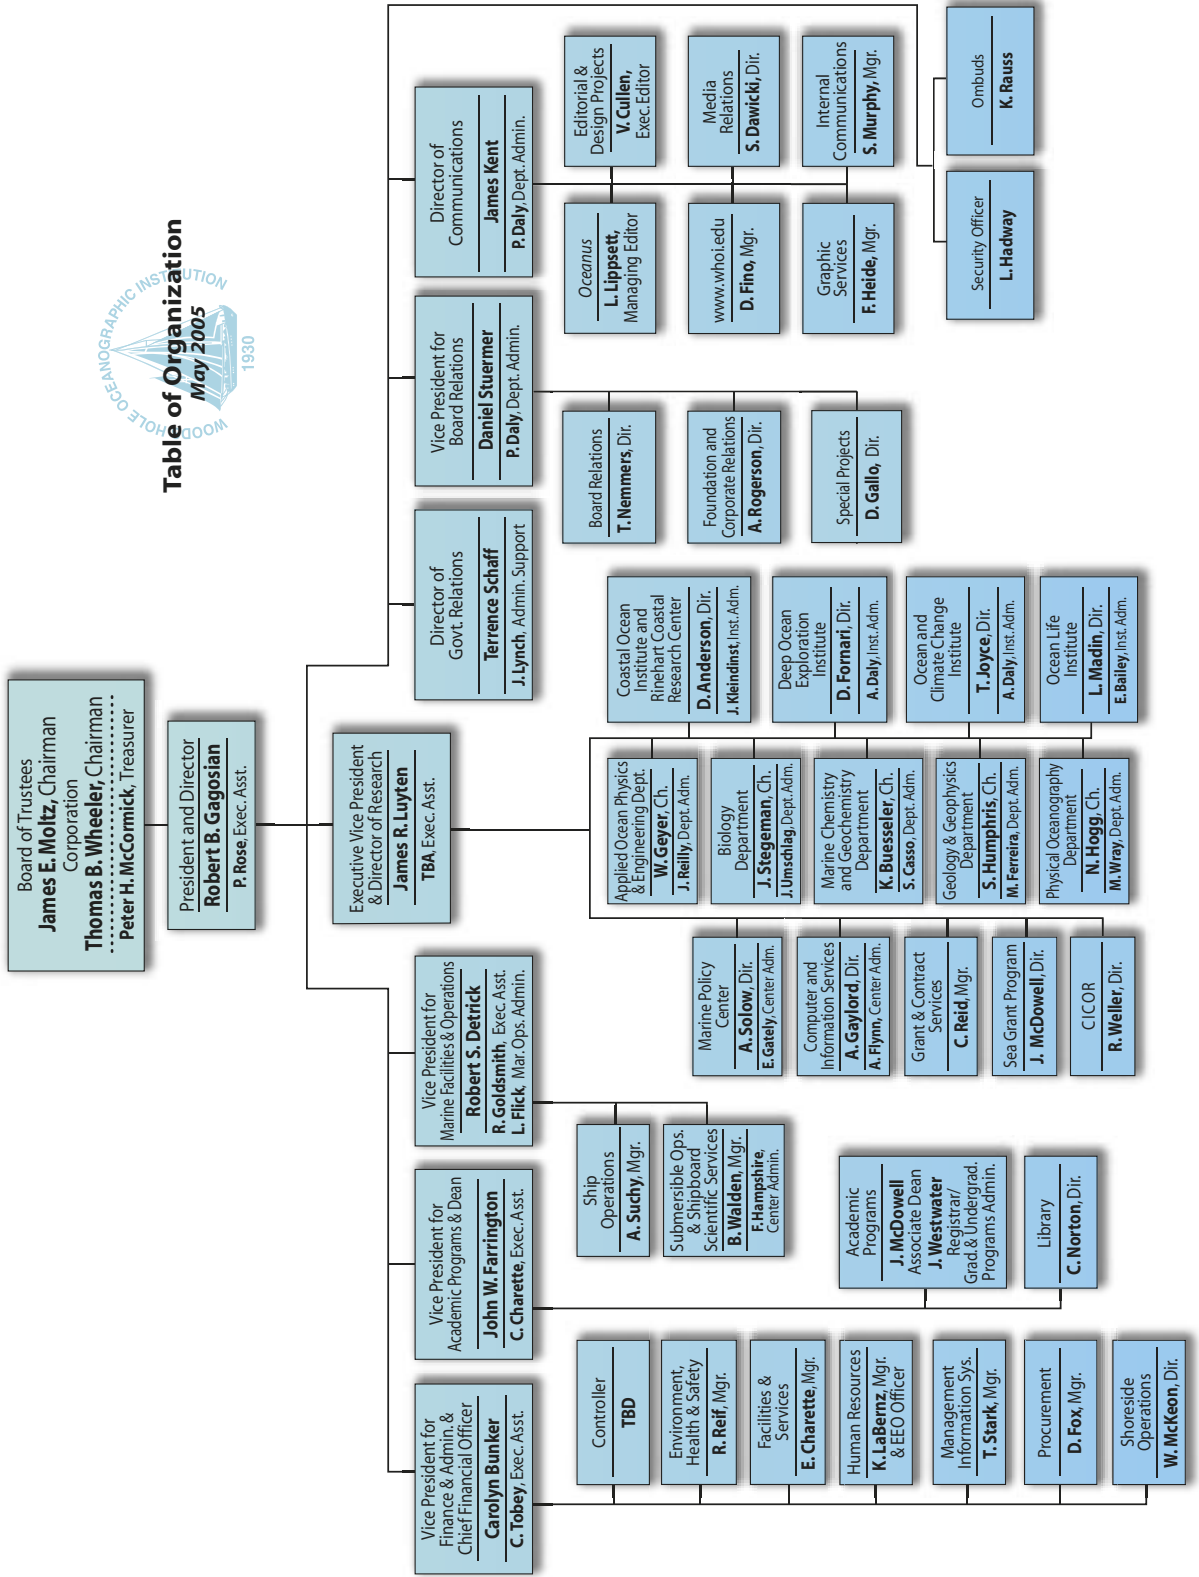 WOODS HOLE OCEANOGRAPHIC INSTITUTION
1930
Table of Organization
May 2005
Board of Trustees
James E. Moltz, Chairman
Corporation
Thomas B. Wheeler, Chairman
Peter H. McCormick, Treasurer
President and Director
Robert B. Gagosian
P. Rose, Exec. Asst.
Executive Vice President
& Director of Research
James R. Luyten
TBA, Exec. Asst.
Vice President for
Finance & Admin. &
Chief Financial Officer
Carolyn Bunker
C. Tobey, Exec. Asst.
Vice President for
Academic Programs & Dean
John W. Farrington
C. Charette, Exec. Asst.
Vice President for
Marine Facilities & Operations
Robert S. Detrick
R. Goldsmith, Exec. Asst.
L. Flick, Mar. Ops. Admin.
Director of
Govt. Relations
Terrence Schaff
J. Lynch, Admin. Support
Vice President for
Board Relations
Daniel Stuermer
P. Daly, Dept. Admin.
Director of
Communications
James Kent
P. Daly, Dept. Admin.
Controller
TBD
Environment,
Health & Safety
R. Reif, Mgr.
Facilities &
Services
E. Charette, Mgr.
Human Resources
K. LaBernz, Mgr.
& EEO Officer
Management
Information Sys.
T. Stark, Mgr.
Procurement
D. Fox, Mgr.
Shoreside
Operations
W. McKeon, Dir.
Academic
Programs
J. McDowell
Associate Dean
J. Westwater
Registrar/
Grad. & Undergrad.
Programs Admin.
Library
C. Norton, Dir.
Ship
Operations
A. Suchy, Mgr.
Submersible Ops.
& Shipboard
Scientific Services
B. Walden, Mgr.
F. Hampshire,
Center Admin.
Marine Policy
Center
A. Solow, Dir.
E. Gately, Center Adm.
Computer and
Information Services
A. Gaylord, Dir.
A. Flynn, Center Adm.
Grant & Contract
Services
C. Reid, Mgr.
Sea Grant Program
J. McDowell, Dir.
CICOR
R. Weller, Dir.
Applied Ocean Physics
& Engineering Dept.
W. Geyer, Ch.
J. Reilly, Dept. Adm.
Biology
Department
J. Stegeman, Ch.
J. Umschlag, Dept. Adm.
Marine Chemistry
and Geochemistry
Department
K. Buesseler, Ch.
S. Casso, Dept. Adm.
Geology & Geophysics
Department
S. Humphris, Ch.
M. Ferreira, Dept. Adm.
Physical Oceanography
Department
N. Hogg, Ch.
M. Wray, Dept. Adm.
Coastal Ocean
Institute and
Rinehart Coastal
Research Center
D. Anderson, Dir.
J. Kleindinst, Inst. Adm.
Deep Ocean
Exploration
Institute
D. Fornari, Dir.
A. Daly, Inst. Adm.
Ocean and
Climate Change
Institute
T. Joyce, Dir.
A. Daly, Inst. Adm.
Ocean Life
Institute
L. Madin, Dir.
E. Bailey, Inst. Adm.
Board Relations
T. Nemmers, Dir.
Foundation and
Corporate Relations
A. Rogerson, Dir.
Special Projects
D. Gallo, Dir.
Oceanus
L. Lippsett,
Managing Editor
Editorial &
Design Projects
V. Cullen,
Exec. Editor
www.whoi.edu
D. Fino, Mgr.
Media
Relations
S. Dawicki, Dir.
Graphic
Services
F. Heide, Mgr.
Internal
Communications
S. Murphy, Mgr.
Security Officer
L. Hadway
Ombuds
K. Rauss